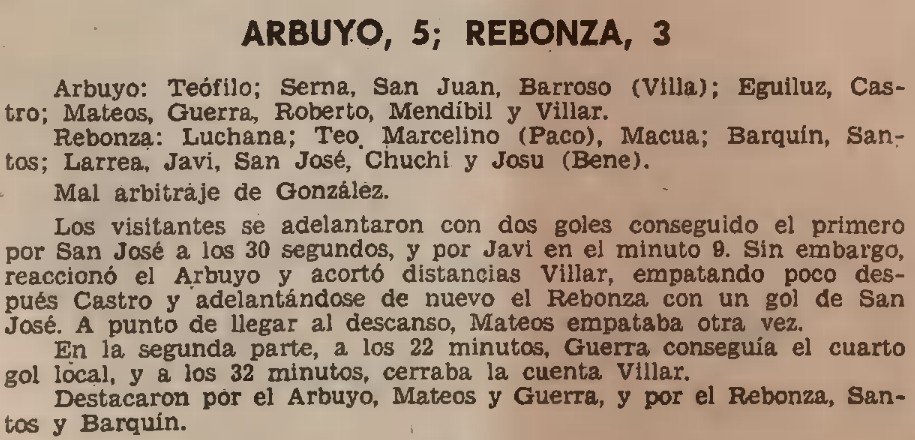 ARBUYO, 5; REBONZA, 3
Arbuyo: Teófilo; Serna, San Juan, Barroso (Villa); Eguiluz, Cas-
tro; Mateos, Guerra, Roberto, Mendíbil y Villar.
Rebonza: Luchana; Teo, Marcelino (Paco), Macua; Barquín, San-
tos; Larrea, Javi, San José, Chuchi y Josu (Bene).
Mal arbitraje de González.
Los visitantes se adelantaron con dos goles conseguido el primero
por San José a los 30 segundos, y por Javi en el minuto 9. Sin embargo,
reaccionó el Arbuyo y acortó distancias Villar, empatando poco des-
pués Castro y adelantándose de nuevo el Rebonza con un gol de San
José. A punto de llegar al descanso, Mateos empataba otra vez.
En la segunda parte, a los 22 minutos, Guerra conseguía el cuarto
gol local, y a los 32 minutos, cerraba la cuenta Villar.
Destacaron por el Arbuyo, Mateos y Guerra, y por el Rebonza, San-
tos y Barquín.